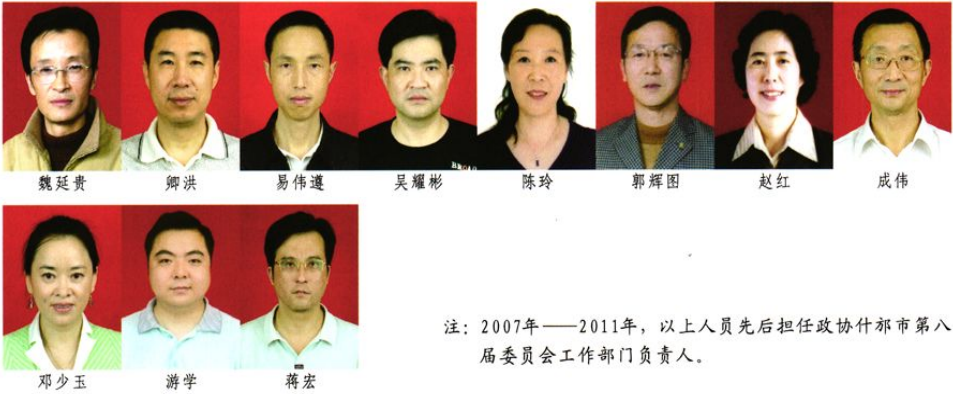 魏延贵 卿洪 易伟遵 吴耀彬 陈玲 郭辉图 赵红 成伟
邓少玉 游学 蒋宏
注：2007年——2011年，以上人员先后担任政协什邡市第八
届委员会工作部门负责人。